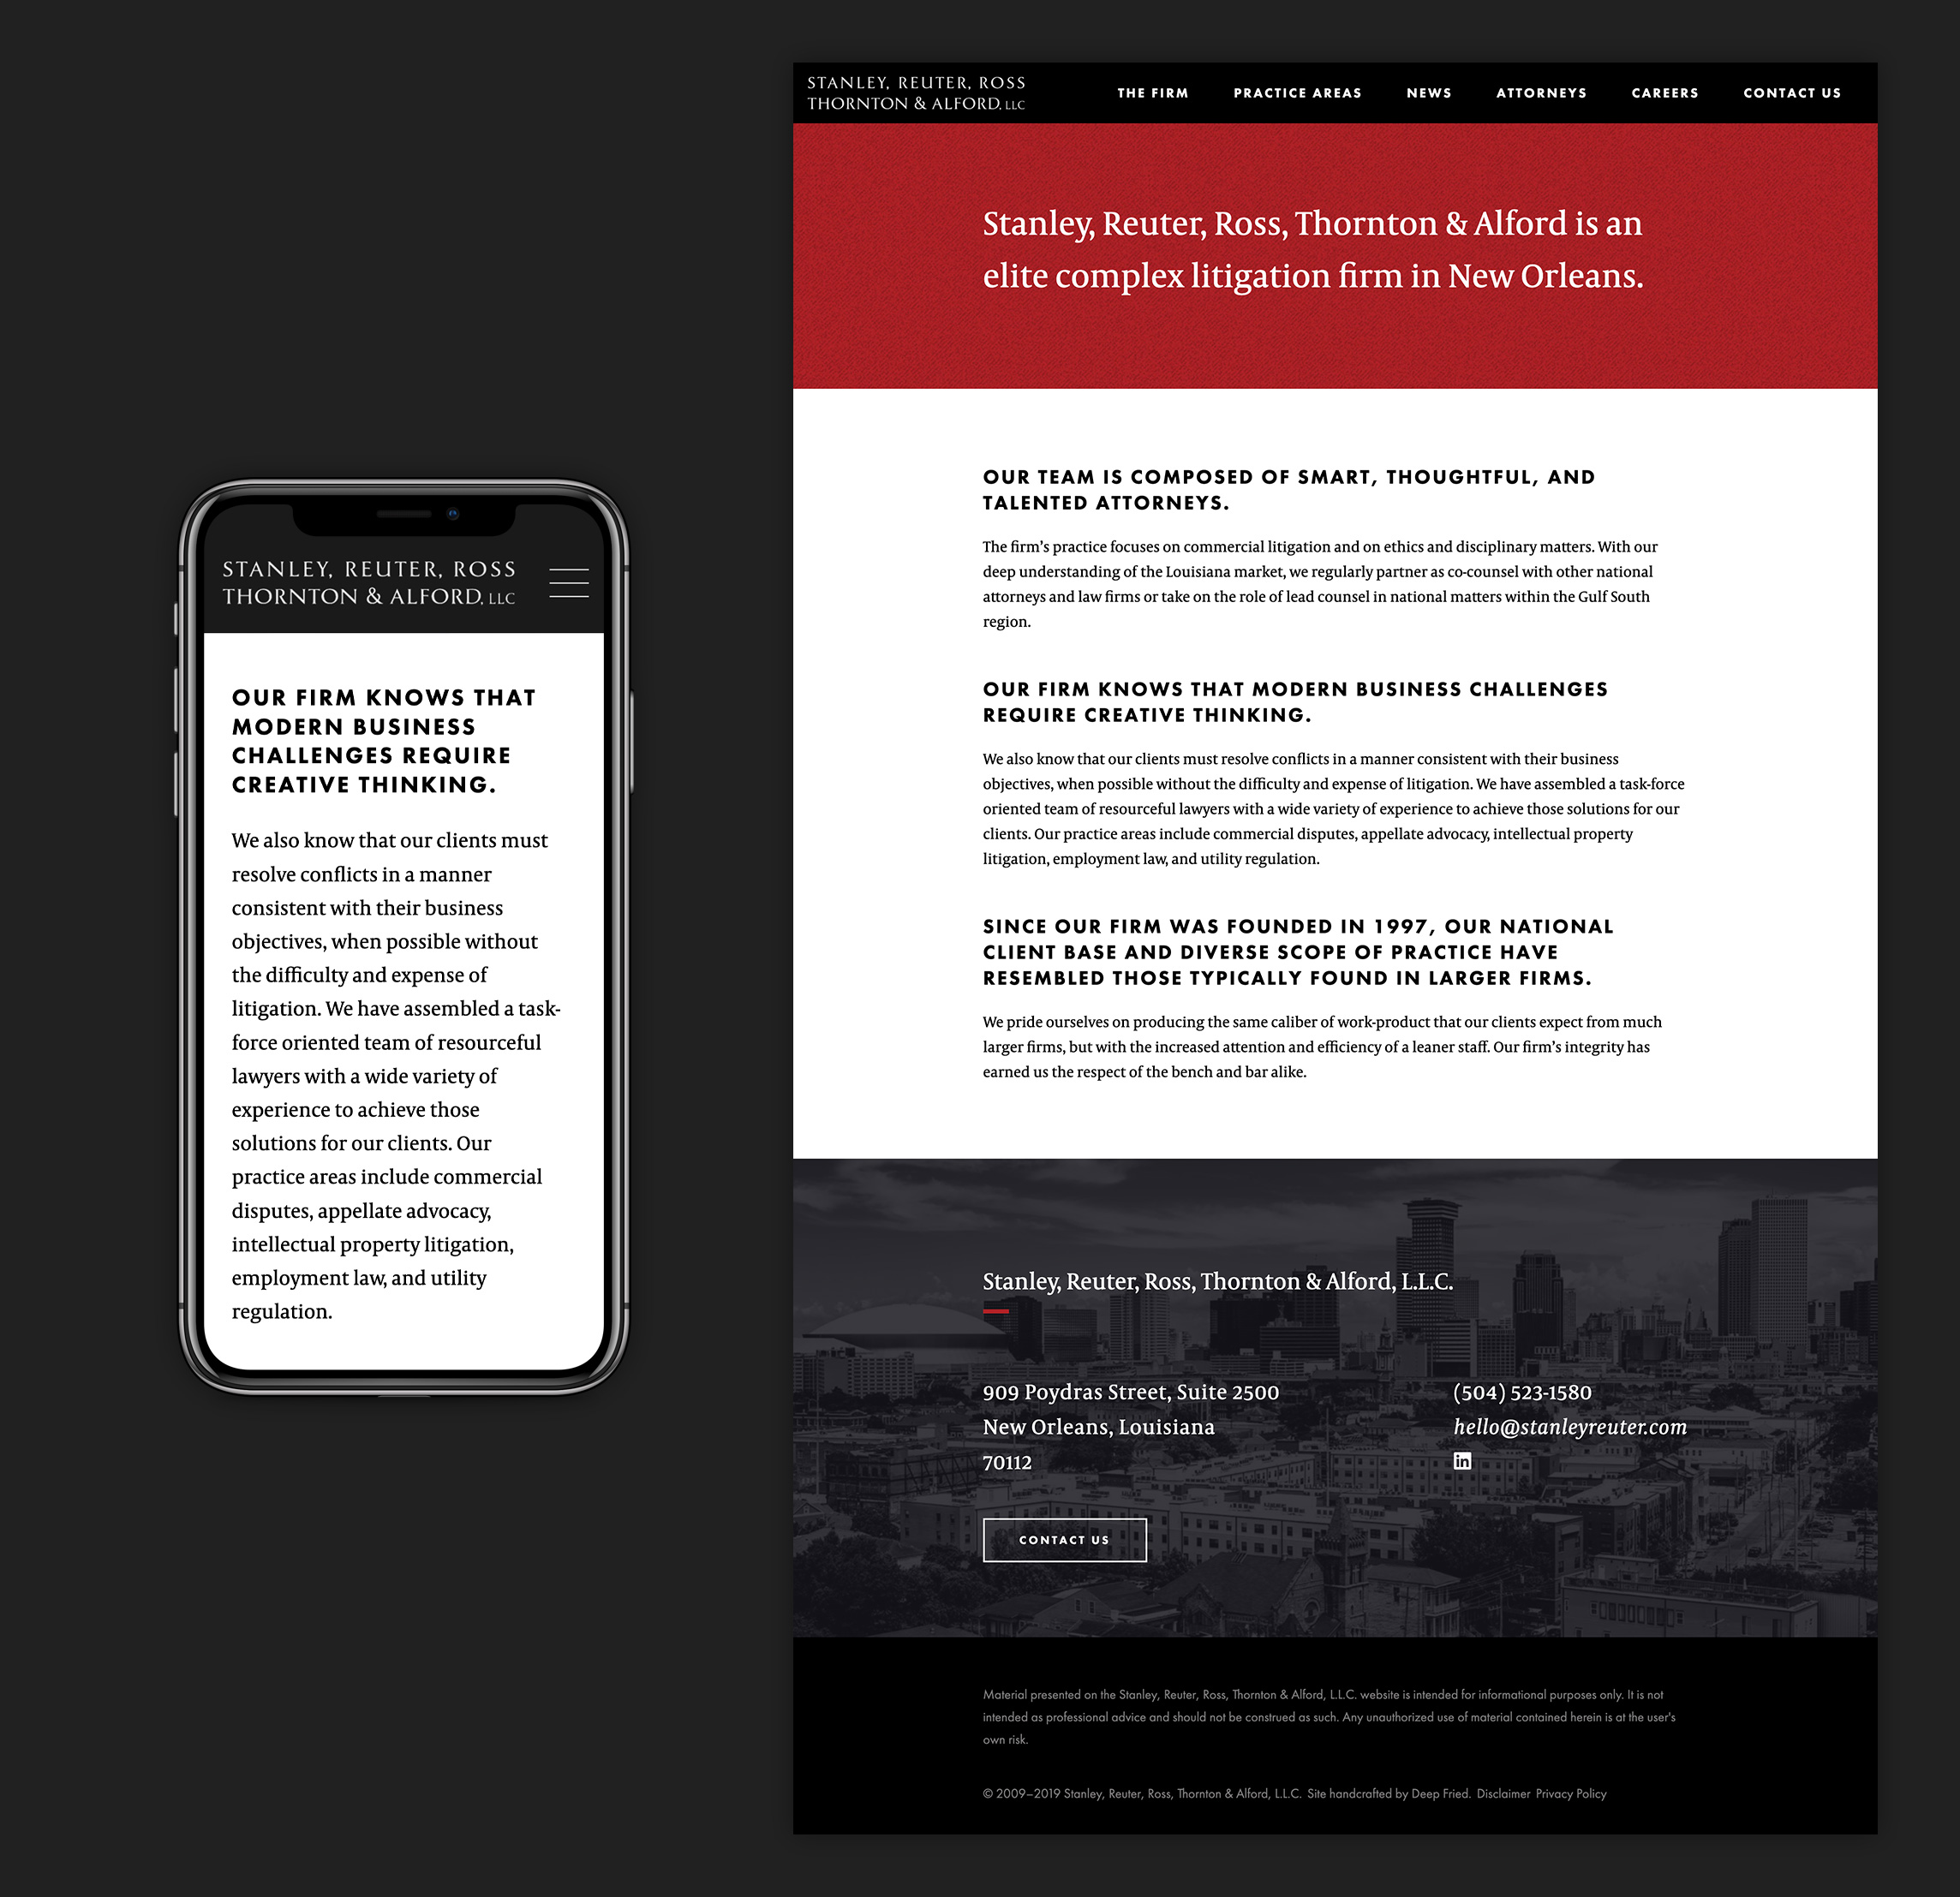 STANLEY, REUTER, ROSS
THORNTON & ALFORD, LLC
OUR FIRM KNOWS THAT
MODERN BUSINESS
CHALLENGES REQUIRE
CREATIVE THINKING.
We also know that our clients must
resolve conflicts in a manner
consistent with their business
objectives, when possible without
the difficulty and expense of
litigation. We have assembled a task-
force oriented team of resourceful
lawyers with a wide variety of
experience to achieve those
solutions for our clients. Our
practice areas include commercial
disputes, appellate advocacy,
intellectual property litigation,
employment law, and utility
regulation.
STANLEY, REUTER, ROSS
THORNTON & ALFORD, LLC
THE FIRM PRACTICE AREAS NEWS ATTORNEYS CAREERS CONTACT US
Stanley, Reuter, Ross, Thornton & Alford is an
elite complex litigation firm in New Orleans.
OUR TEAM IS COMPOSED OF SMART, THOUGHTFUL, AND
TALENTED ATTORNEYS.
The firm’s practice focuses on commercial litigation and on ethics and disciplinary matters. With our
deep understanding of the Louisiana market, we regularly partner as co-counsel with other national
attorneys and law firms or take on the role of lead counsel in national matters within the Gulf South
region.
OUR FIRM KNOWS THAT MODERN BUSINESS CHALLENGES
REQUIRE CREATIVE THINKING.
We also know that our clients must resolve conflicts in a manner consistent with their business
objectives, when possible without the difficulty and expense of litigation. We have assembled a task-force
oriented team of resourceful lawyers with a wide variety of experience to achieve those solutions for our
clients. Our practice areas include commercial disputes, appellate advocacy, intellectual property
litigation, employment law, and utility regulation.
SINCE OUR FIRM WAS FOUNDED IN 1997, OUR NATIONAL
CLIENT BASE AND DIVERSE SCOPE OF PRACTICE HAVE
RESEMBLED THOSE TYPICALLY FOUND IN LARGER FIRMS.
We pride ourselves on producing the same caliber of work-product that our clients expect from much
larger firms, but with the increased attention and efficiency of a leaner staff. Our firm’s integrity has
earned us the respect of the bench and bar alike.
Stanley, Reuter, Ross, Thornton & Alford, L.L.C.
909 Poydras Street, Suite 2500
New Orleans, Louisiana
70112
(504) 523-1580
hello@stanleyreuter.com
in
CONTACT US
Material presented on the Stanley, Reuter, Ross, Thornton & Alford, L.L.C. website is intended for informational purposes only. It is not
intended as professional advice and should not be construed as such. Any unauthorized use of material contained herein is at the user's
own risk.
© 2009–2019 Stanley, Reuter, Ross, Thornton & Alford, L.L.C. Site handcrafted by Deep Fried. Disclaimer Privacy Policy